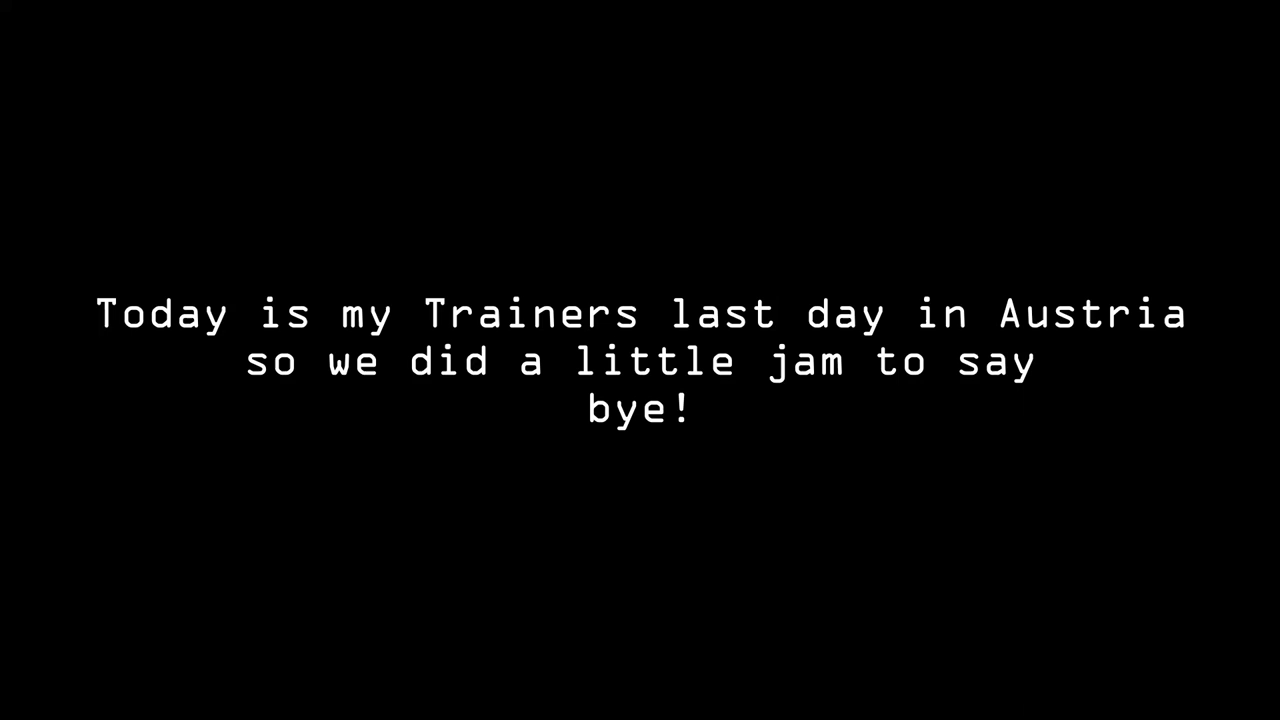 Today is my Trainers last day in Austria
so we did a little jam to say
bye!